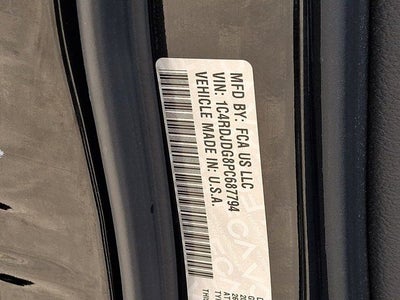 MFD BY: FCA US LLC
VIN: 1C4RDJDG8PC687794
VEHICLE MADE IN: U.S.A.